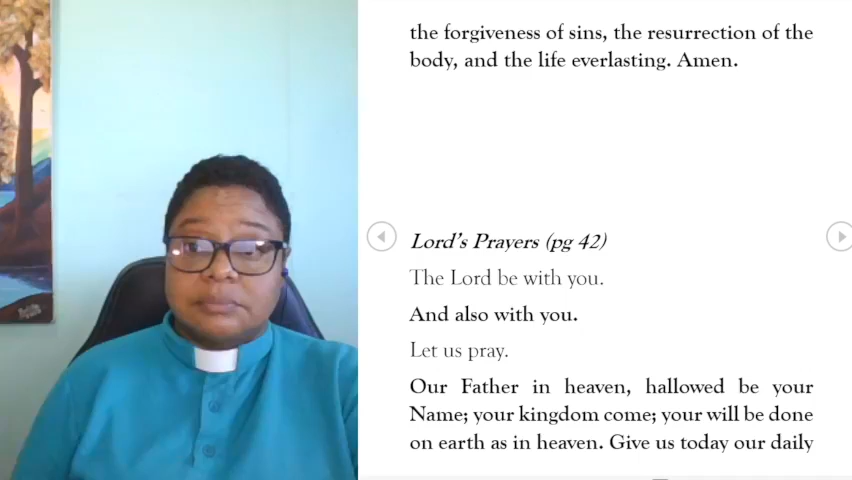 the forgiveness of sins, the resurrection of the
body, and the life everlasting. Amen.
Lord's Prayers (pg 42)
The Lord be with you.
And also with you.
Let us pray.
Our Father in heaven, hallowed be your
Name; your kingdom come; your will be done
on earth as in heaven. Give us today our daily